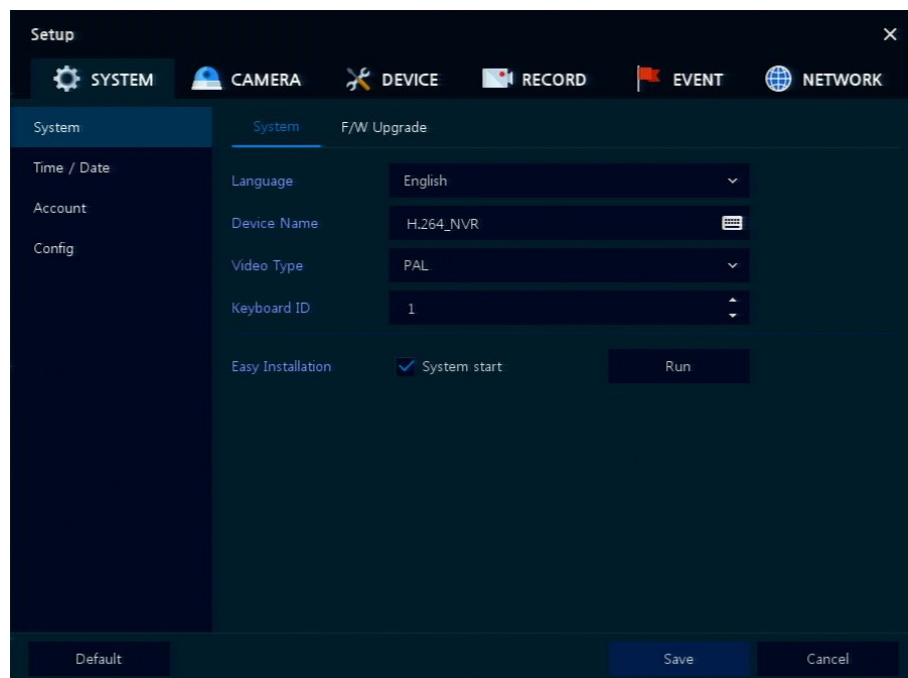 Setup
SYSTEM CAMERA DEVICE RECORD EVENT NETWORK
System System F/W Upgrade
Time / Date
Account
Config
Language English
Device Name H.264_NVR
Video Type PAL
Keyboard ID 1
Easy Installation System start Run
Default Save Cancel